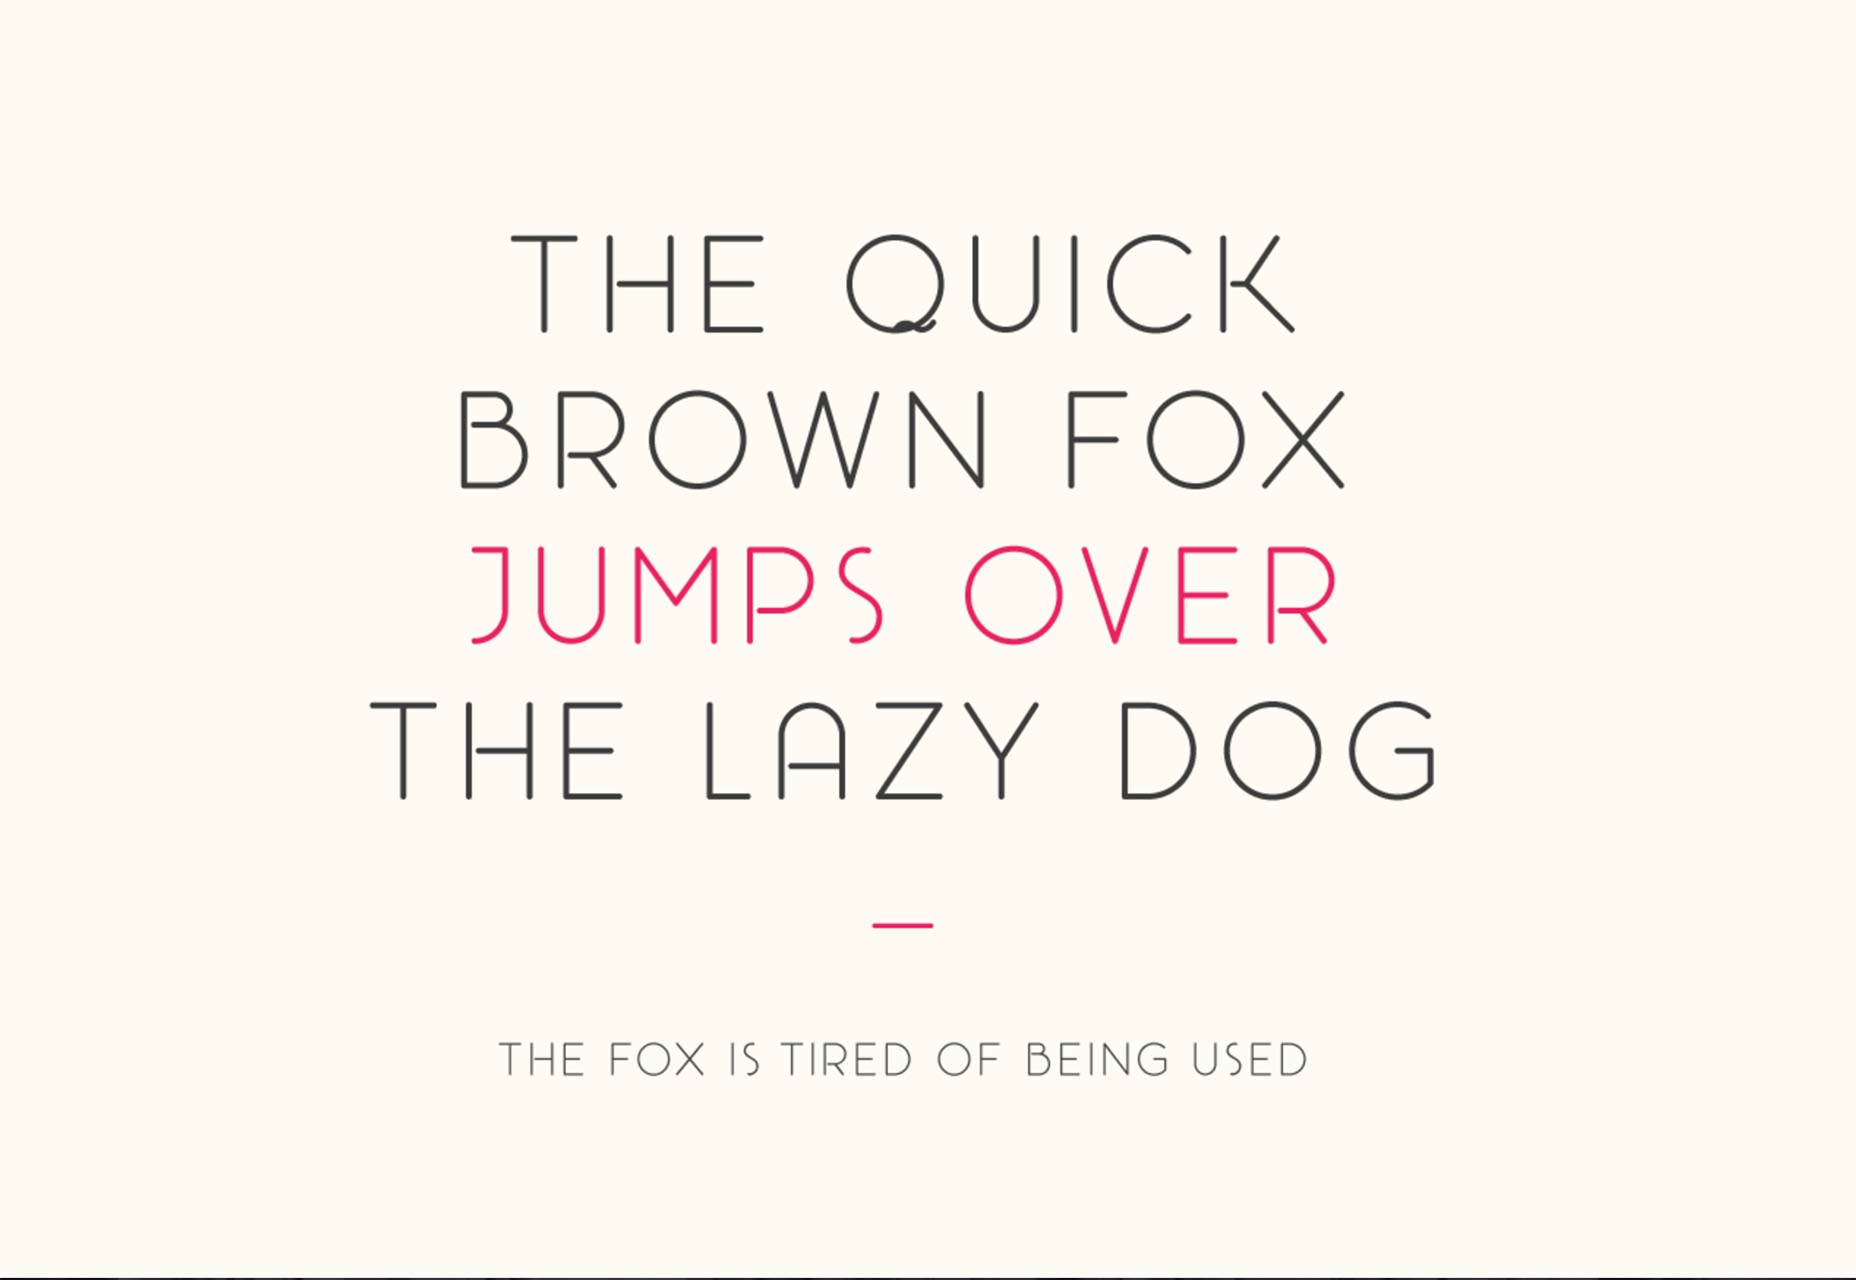 THE QUICK
BROWN FOX
JUMPS OVER
THE LAZY DOG
THE FOX IS TIRED OF BEING USED